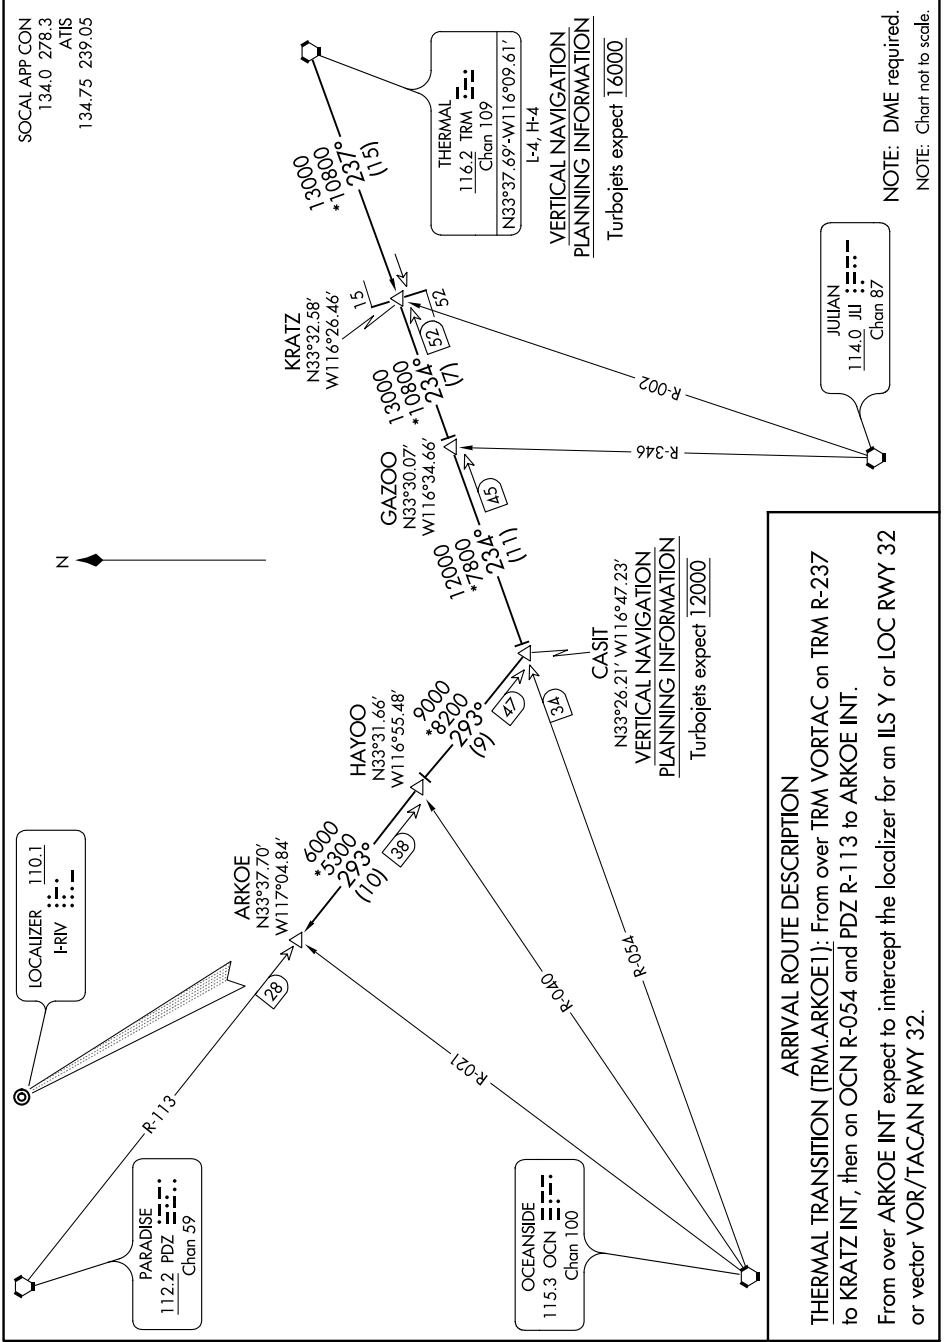 SOCAL APP CON
134.0 278.3
ATIS
134.75 239.05
LOCALIZER 110.1
I-RIV
PARADISE
112.2 PDZ
Chan 59
R-113
28
ARKOE
N33°37.70'
W117°04.84'
6000
*5300
293°
(10)
38
HAYOO
N33°31.66'
W116°55.48'
9000
*8200
293°
(9)
47
34
CASIT
N33°26.21' W116°47.23'
VERTICAL NAVIGATION
PLANNING INFORMATION
Turbojets expect 12000
N
12000
*7800
234°
(11)
45
GAZOO
N33°30.07'
W116°34.66'
13000
*10800
234°
(7)
52
52
15
KRATZ
N33°32.58'
W116°26.46'
13000
*10800
237°
(15)
THERMAL
116.2 TRM
Chan 109
N33°37.69'-W116°09.61'
L-4, H-4
VERTICAL NAVIGATION
PLANNING INFORMATION
Turbojets expect 16000
R-021
R-040
R-054
OCEANSIDE
115.3 OCN
Chan 100
R-346
R-002
JULIAN
114.0 JLI
Chan 87
NOTE: DME required.
NOTE: Chart not to scale.
ARRIVAL ROUTE DESCRIPTION
THERMAL TRANSITION (TRM.ARKOE1): From over TRM VORTAC on TRM R-237
to KRATZ INT, then on OCN R-054 and PDZ R-113 to ARKOE INT.
From over ARKOE INT expect to intercept the localizer for an ILS Y or LOC RWY 32
or vector VOR/TACAN RWY 32.